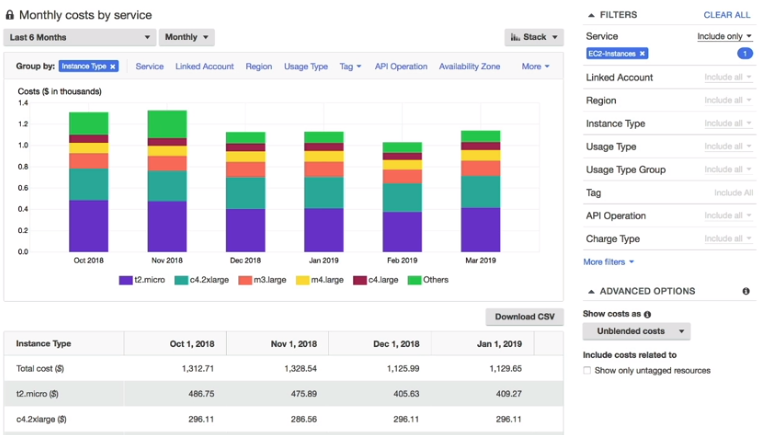 Monthly costs by service
Last 6 Months
Monthly
Stack
Group by: Instance Type × Service Linked Account Region Usage Type Tag API Operation Availability Zone More
Costs ($ in thousands)
1.4
1.2
1.0
0.8
0.6
0.4
0.2
0.0
Oct 2018 Nov 2018 Dec 2018 Jan 2019 Feb 2019 Mar 2019
t2.micro c4.2xlarge m3.large m4.large c4.large Others
Download CSV
Instance Type Oct 1, 2018 Nov 1, 2018 Dec 1, 2018 Jan 1, 2019
Total cost ($) 1,312.71 1,328.54 1,125.99 1,129.65
t2.micro ($) 486.75 475.89 405.63 409.27
c4.2xlarge ($) 296.11 286.56 296.11 296.11
FILTERS CLEAR ALL
Service Include only
EC2-Instances × 1
Linked Account Include all
Region Include all
Instance Type Include all
Usage Type Include all
Usage Type Group Include all
Tag Include All
API Operation Include all
Charge Type Include all
More filters
ADVANCED OPTIONS
Show costs as
Unblended costs
Include costs related to
Show only untagged resources